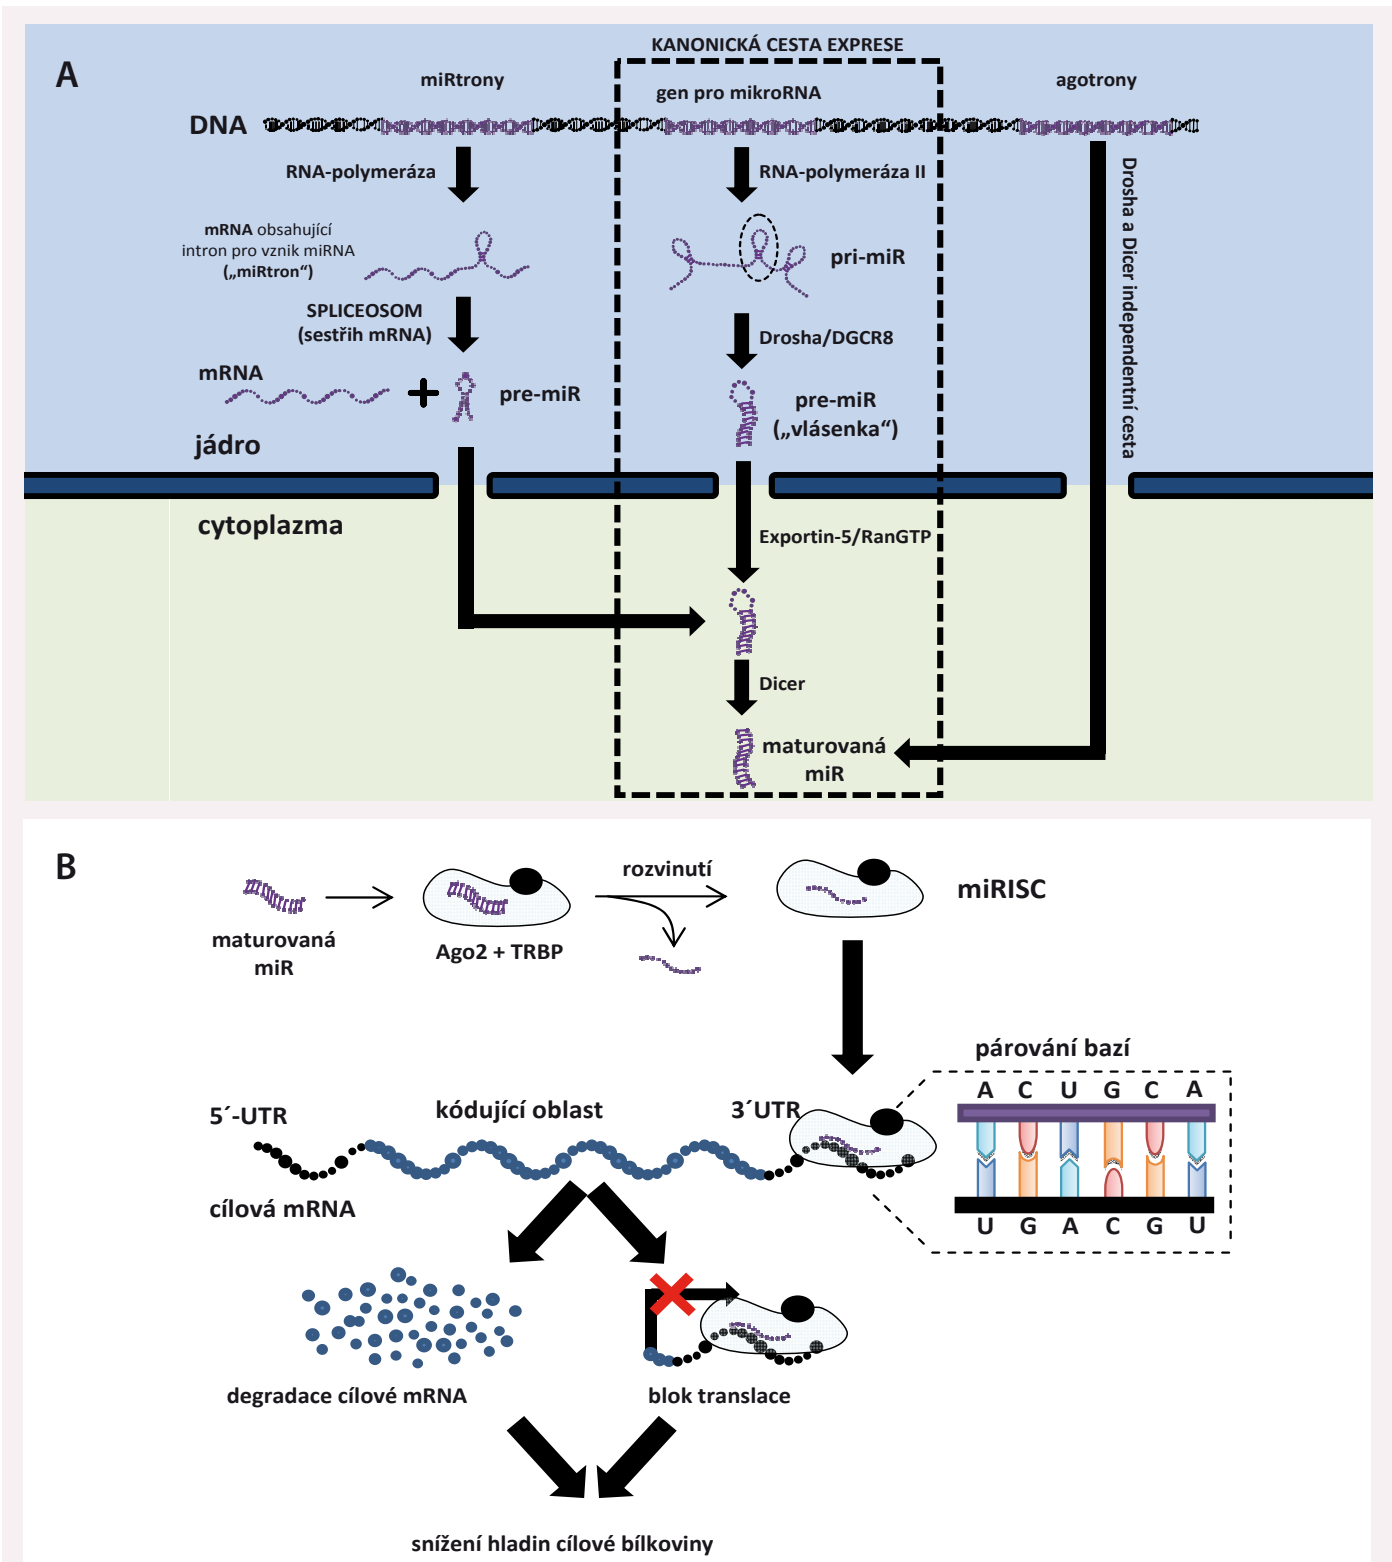 A
KANONICKÁ CESTA EXPRESE
miRtrony
gen pro mikroRNA
agotrony
DNA
RNA-polymeráza
RNA-polymeráza II
Drosha a Dicer independentní cesta
mRNA obsahující
intron pro vznik miRNA
(„miRtron“)
pri-miR
SPLICEOSOM
(sestřih mRNA)
Drosha/DGCR8
mRNA
pre-miR
pre-miR
(„vlásenka“)
jádro
cytoplazma
Exportin-5/RanGTP
Dicer
maturovaná
miR
B
rozvinutí
miRISC
maturovaná
miR
Ago2 + TRBP
párování bazí
A C U G C A
5´-UTR
kódující oblast
3´UTR
cílová mRNA
U G A C G U
degradace cílové mRNA
blok translace
snížení hladin cílové bílkoviny